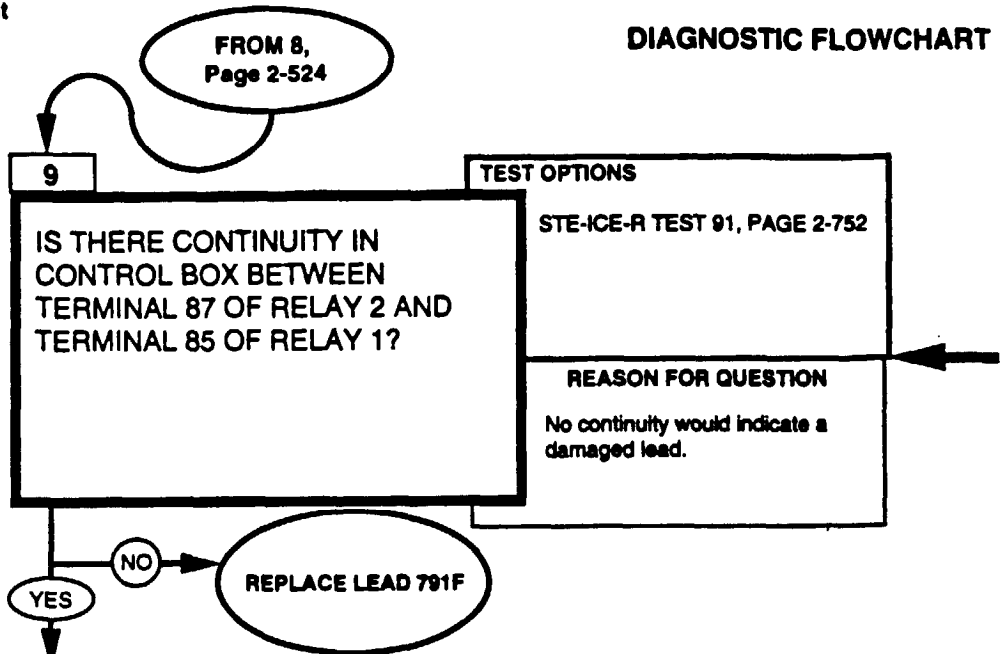 t
DIAGNOSTIC FLOWCHART
FROM 8,
Page 2-524
9
IS THERE CONTINUITY IN
CONTROL BOX BETWEEN
TERMINAL 87 OF RELAY 2 AND
TERMINAL 85 OF RELAY 1?
TEST OPTIONS
STE-ICE-R TEST 91, PAGE 2-752
REASON FOR QUESTION
No continuity would indicate a
damaged lead.
NO
REPLACE LEAD 791F
YES